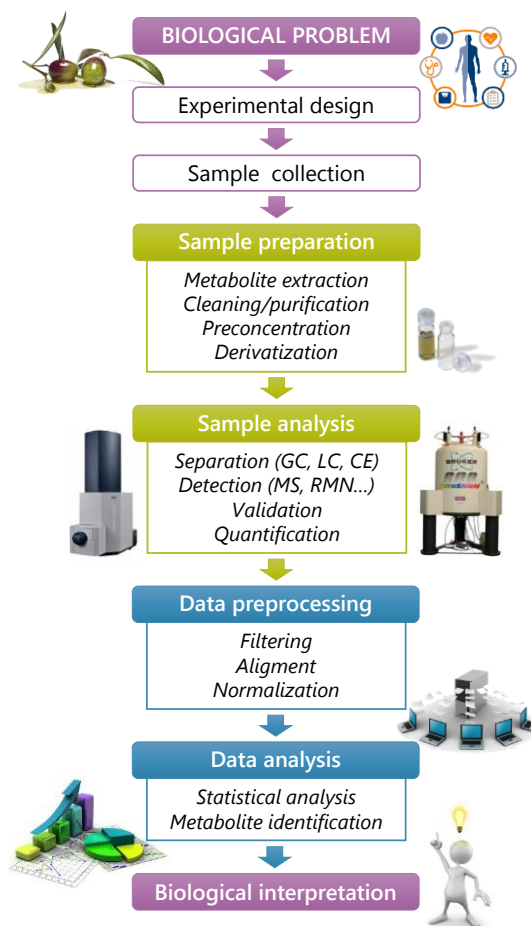 BIOLOGICAL PROBLEM
Experimental design
Sample collection
Sample preparation
Metabolite extraction
Cleaning/purification
Preconcentration
Derivatization
Sample analysis
Separation (GC, LC, CE)
Detection (MS, RMN...)
Validation
Quantification
BRUKER
Data preprocessing
Filtering
Aligment
Normalization
Data analysis
Statistical analysis
Metabolite identification
Biological interpretation